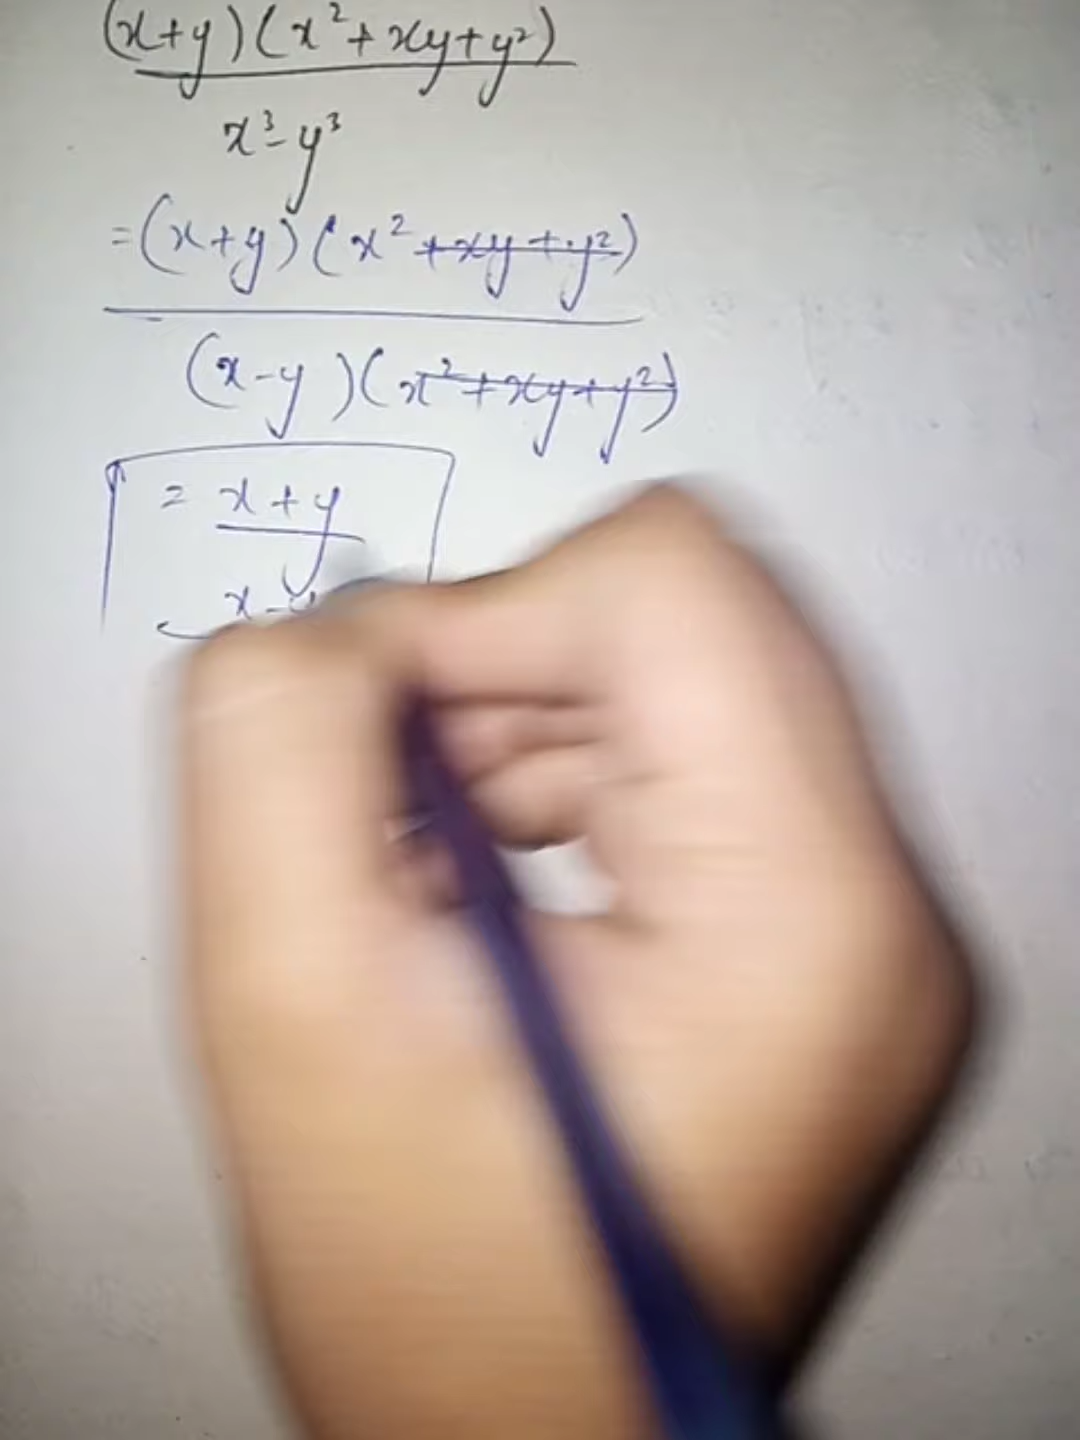 (x+y)(x²+xy+y²)
x³-y³
=(x+y)(x²+xy+y²)
(x-y)(x²+xy+y²)
= x+y
x-y